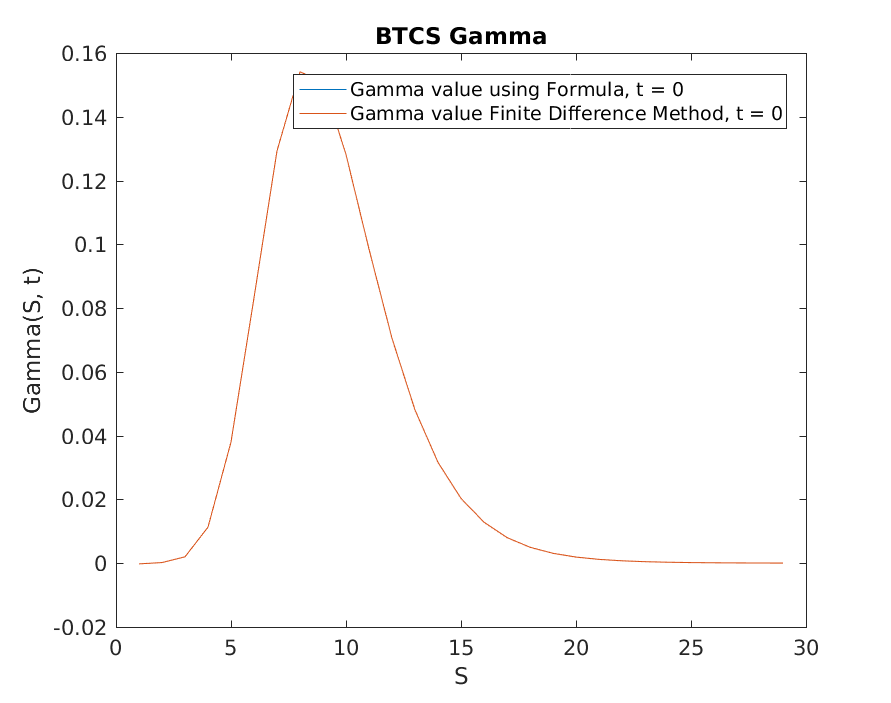 BTCS Gamma
Gamma value using Formula, t = 0
Gamma value Finite Difference Method, t = 0
0.16
0.14
0.12
0.1
0.08
0.06
0.04
0.02
0
-0.02
Gamma(S, t)
0 5 10 15 20 25 30
S